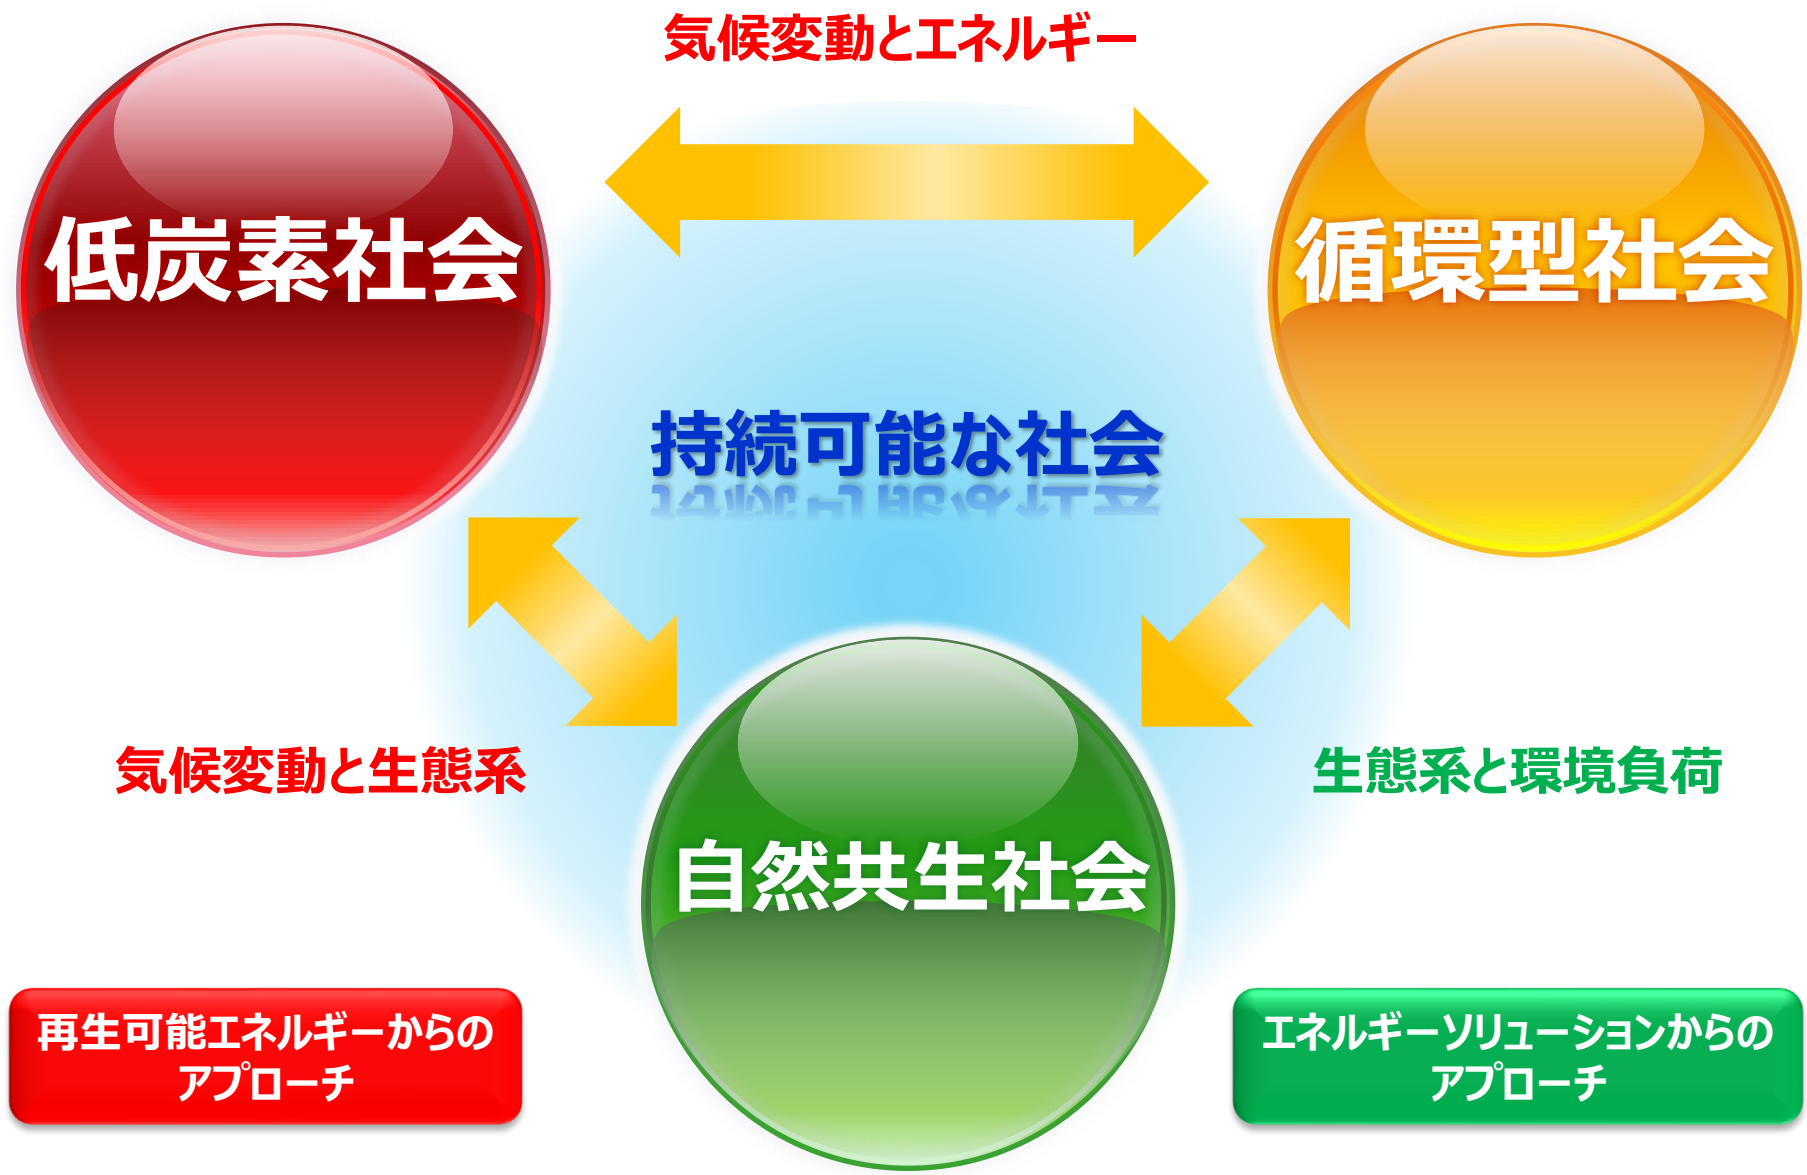 気候変動とエネルギー
低炭素社会
循環型社会
持続可能な社会
気候変動と生態系
生態系と環境負荷
自然共生社会
再生可能エネルギーからの
アプローチ
エネルギーソリューションからの
アプローチ